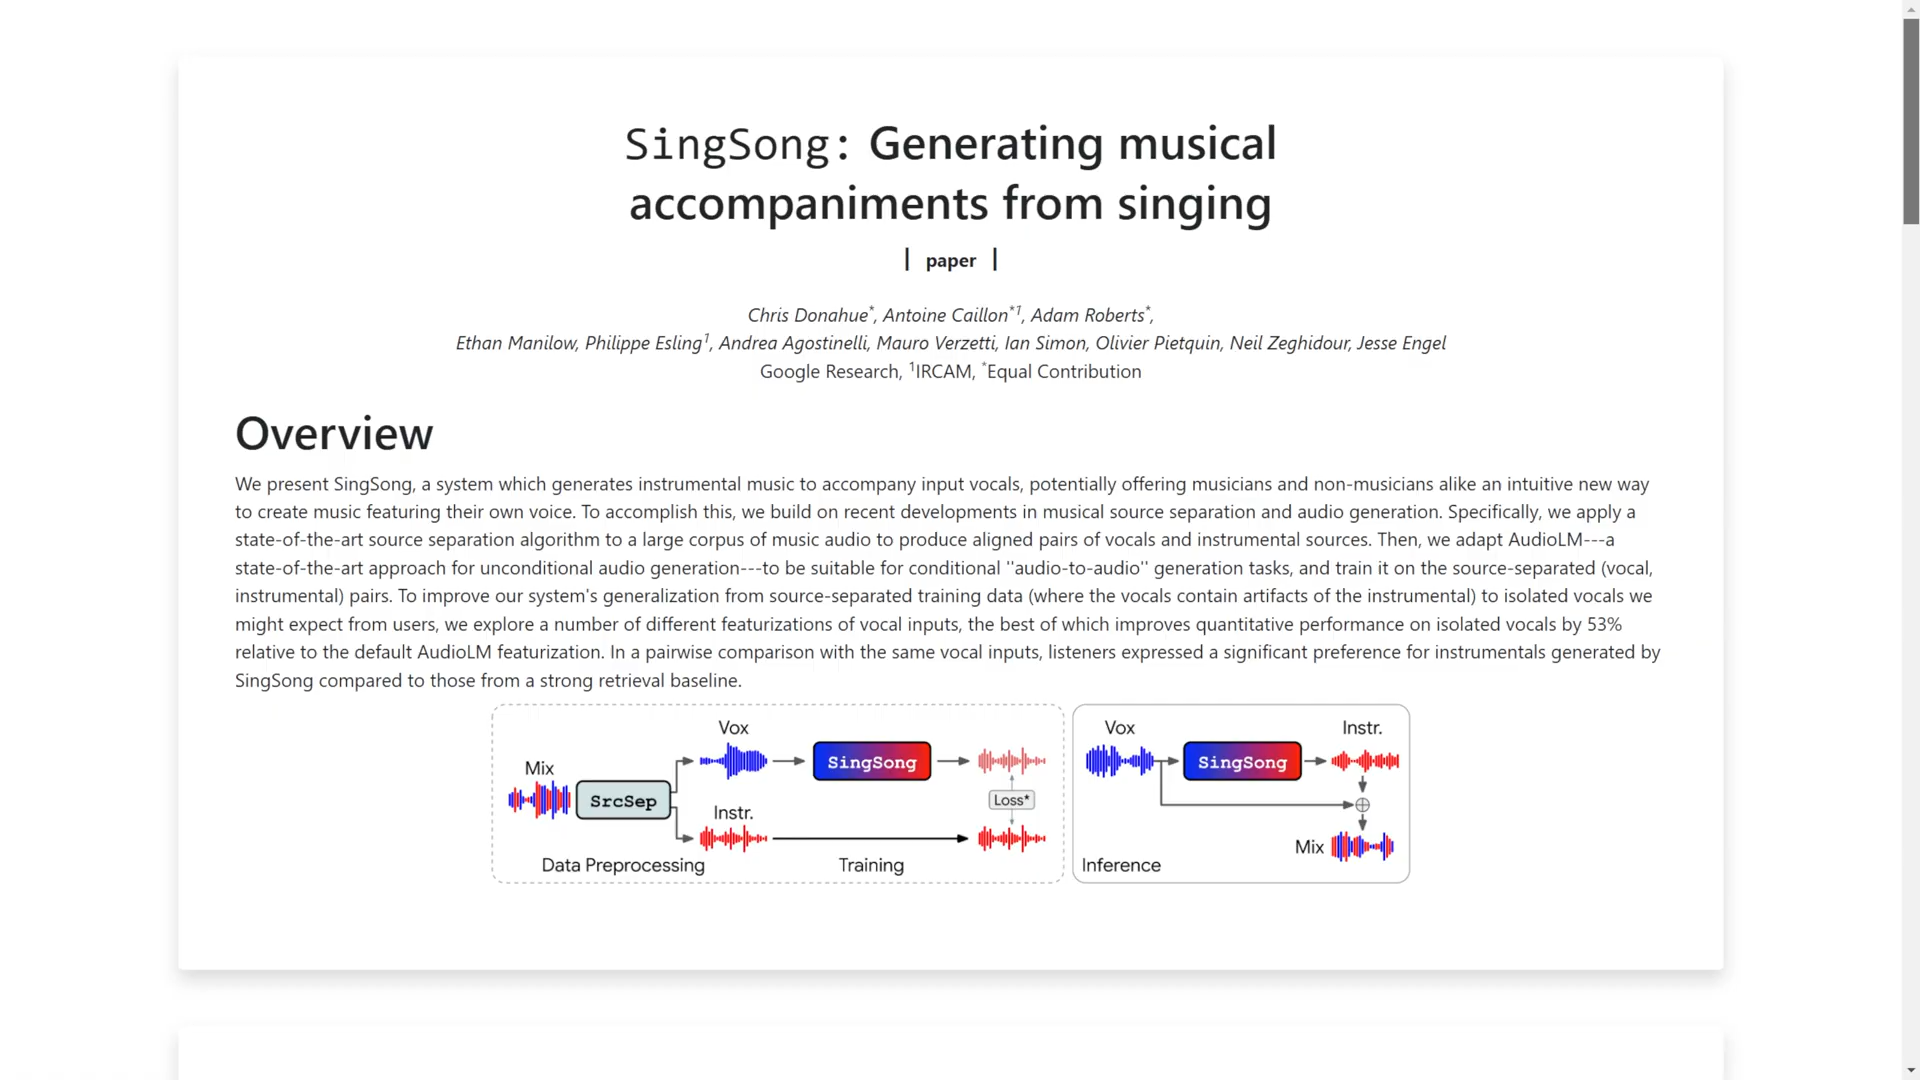 SingSong: Generating musical
accompaniments from singing
| paper |
Chris Donahue*, Antoine Caillon*1, Adam Roberts*,
Ethan Manilow, Philippe Esling1, Andrea Agostinelli, Mauro Verzetti, Ian Simon, Olivier Pietquin, Neil Zeghidour, Jesse Engel
Google Research, 1IRCAM, *Equal Contribution
Overview
We present SingSong, a system which generates instrumental music to accompany input vocals, potentially offering musicians and non-musicians alike an intuitive new way
to create music featuring their own voice. To accomplish this, we build on recent developments in musical source separation and audio generation. Specifically, we apply a
state-of-the-art source separation algorithm to a large corpus of music audio to produce aligned pairs of vocals and instrumental sources. Then, we adapt AudioLM---a
state-of-the-art approach for unconditional audio generation---to be suitable for conditional ''audio-to-audio'' generation tasks, and train it on the source-separated (vocal,
instrumental) pairs. To improve our system's generalization from source-separated training data (where the vocals contain artifacts of the instrumental) to isolated vocals we
might expect from users, we explore a number of different featurizations of vocal inputs, the best of which improves quantitative performance on isolated vocals by 53%
relative to the default AudioLM featurization. In a pairwise comparison with the same vocal inputs, listeners expressed a significant preference for instrumentals generated by
SingSong compared to those from a strong retrieval baseline.
Mix
SrcSep
Vox
Instr.
SingSong
Loss*
Data Preprocessing
Training
Vox
SingSong
Instr.
Mix
Inference